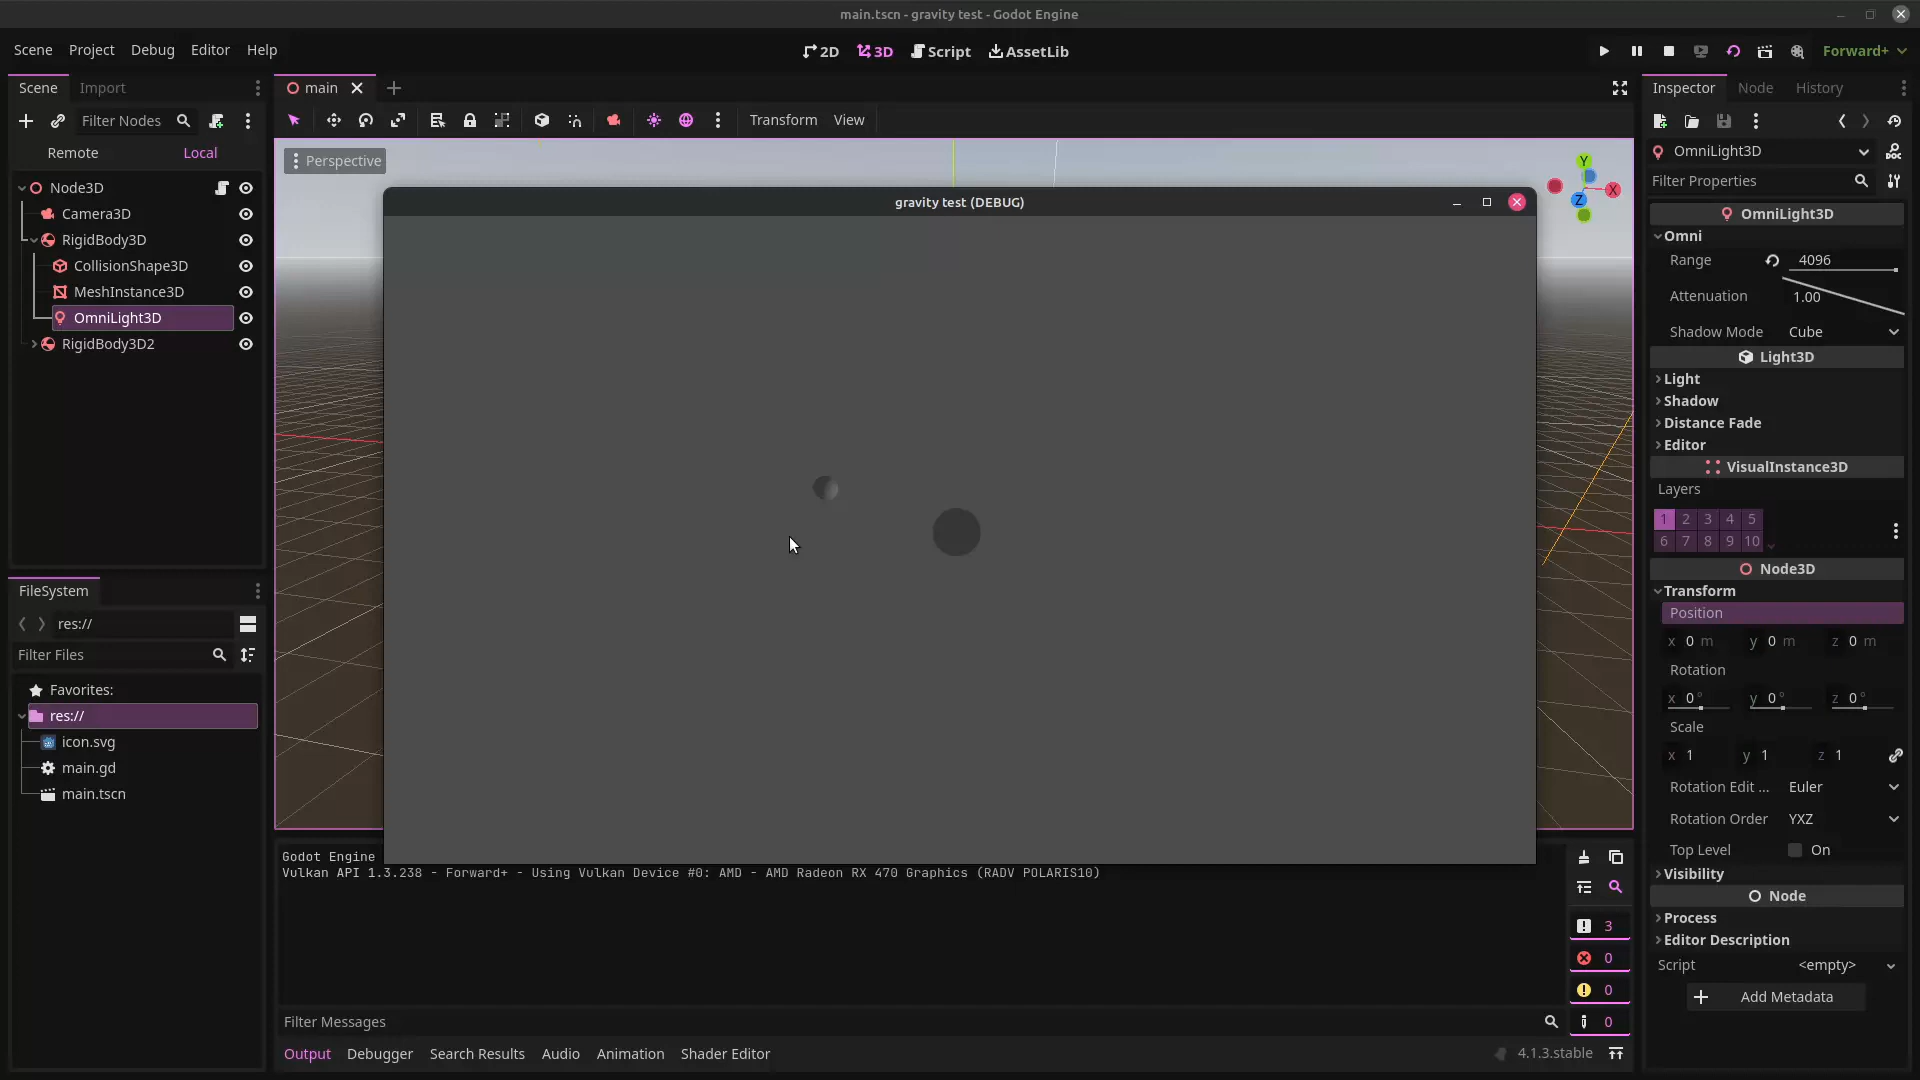 main.tscn - gravity test - Godot Engine
Scene Project Debug Editor Help
2D 3D Script AssetLib
Forward+
Scene Import
main
Inspector Node History
Filter Nodes
Transform View
Remote Local
Perspective
Node3D
Camera3D
RigidBody3D
CollisionShape3D
MeshInstance3D
OmniLight3D
RigidBody3D2
FileSystem
res://
Filter Files
Favorites:
res://
icon.svg
main.gd
main.tscn
gravity test (DEBUG)
Y
X
Z
Godot Engine
Vulkan API 1.3.238 - Forward+ - Using Vulkan Device #0: AMD - AMD Radeon RX 470 Graphics (RADV POLARIS10)
3
0
0
0
Filter Messages
Output Debugger Search Results Audio Animation Shader Editor
4.1.3.stable
OmniLight3D
Filter Properties
OmniLight3D
Omni
Range 4096
Attenuation 1.00
Shadow Mode Cube
Light3D
Light
Shadow
Distance Fade
Editor
VisualInstance3D
Layers
1 2 3 4 5
6 7 8 9 10
Node3D
Transform
Position
x 0 m y 0 m z 0 m
Rotation
x 0° y 0° z 0°
Scale
x 1 y 1 z 1
Rotation Edit ... Euler
Rotation Order YXZ
Top Level On
Visibility
Node
Process
Editor Description
Script <empty>
Add Metadata